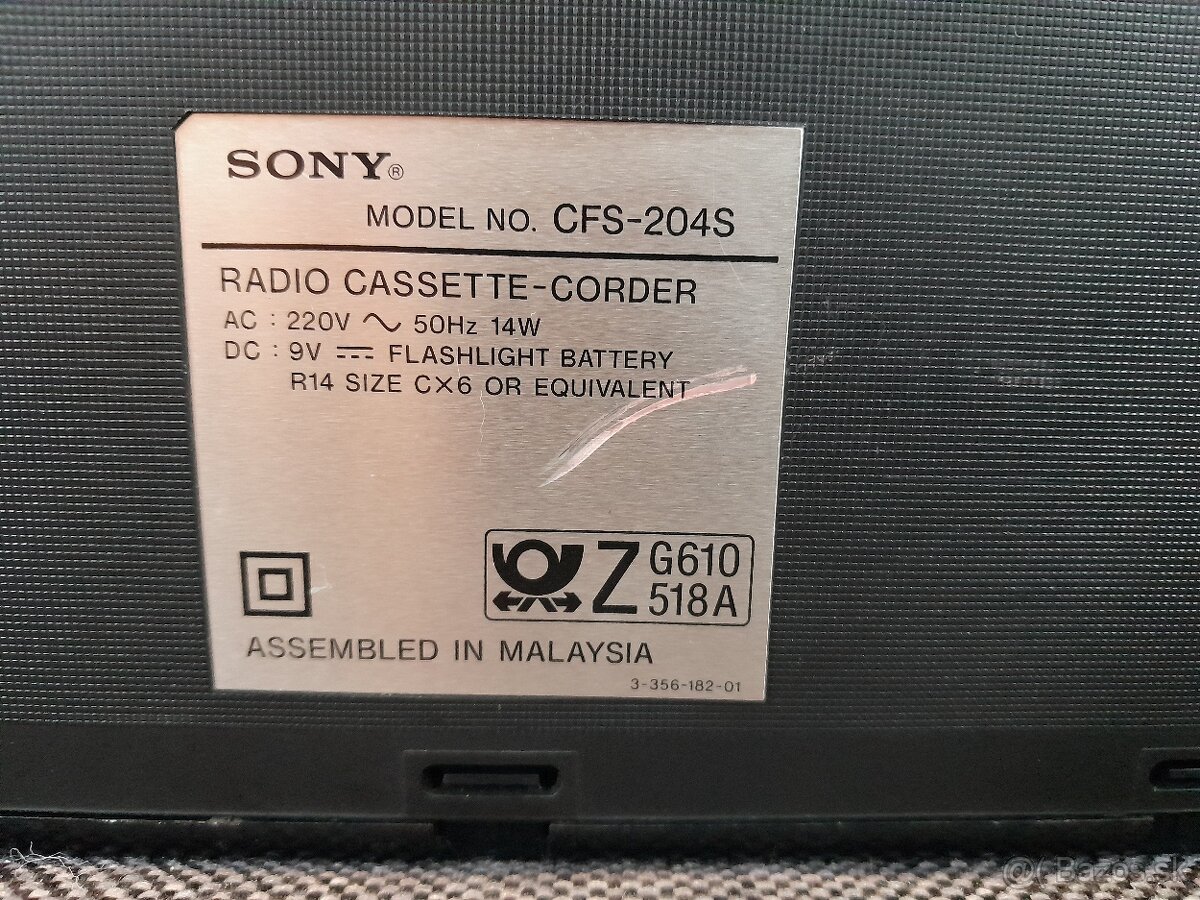 SONY®
MODEL NO. CFS-204S
RADIO CASSETTE-CORDER
AC : 220V ~ 50Hz 14W
DC : 9V ⎓ FLASHLIGHT BATTERY
R14 SIZE C×6 OR EQUIVALENT
Z G610
518A
ASSEMBLED IN MALAYSIA
3-356-182-01
Bazos.sk